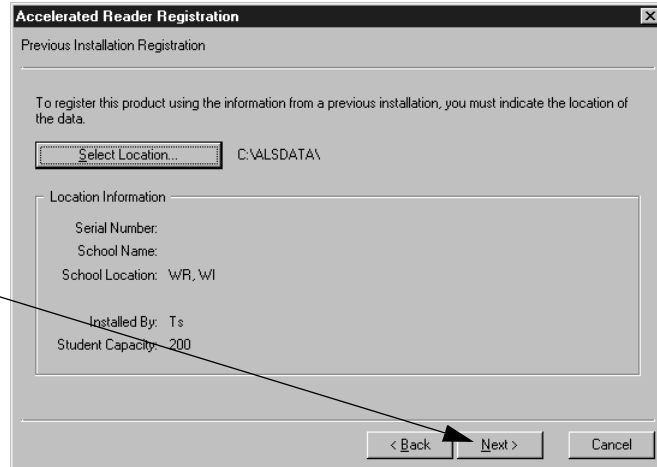 Accelerated Reader Registration
Previous Installation Registration
To register this product using the information from a previous installation, you must indicate the location of
the data.
Select Location... C:\ALSDATA\
Location Information
Serial Number:
School Name:
School Location: WR, WI
Installed By: Ts
Student Capacity: 200
< Back Next > Cancel